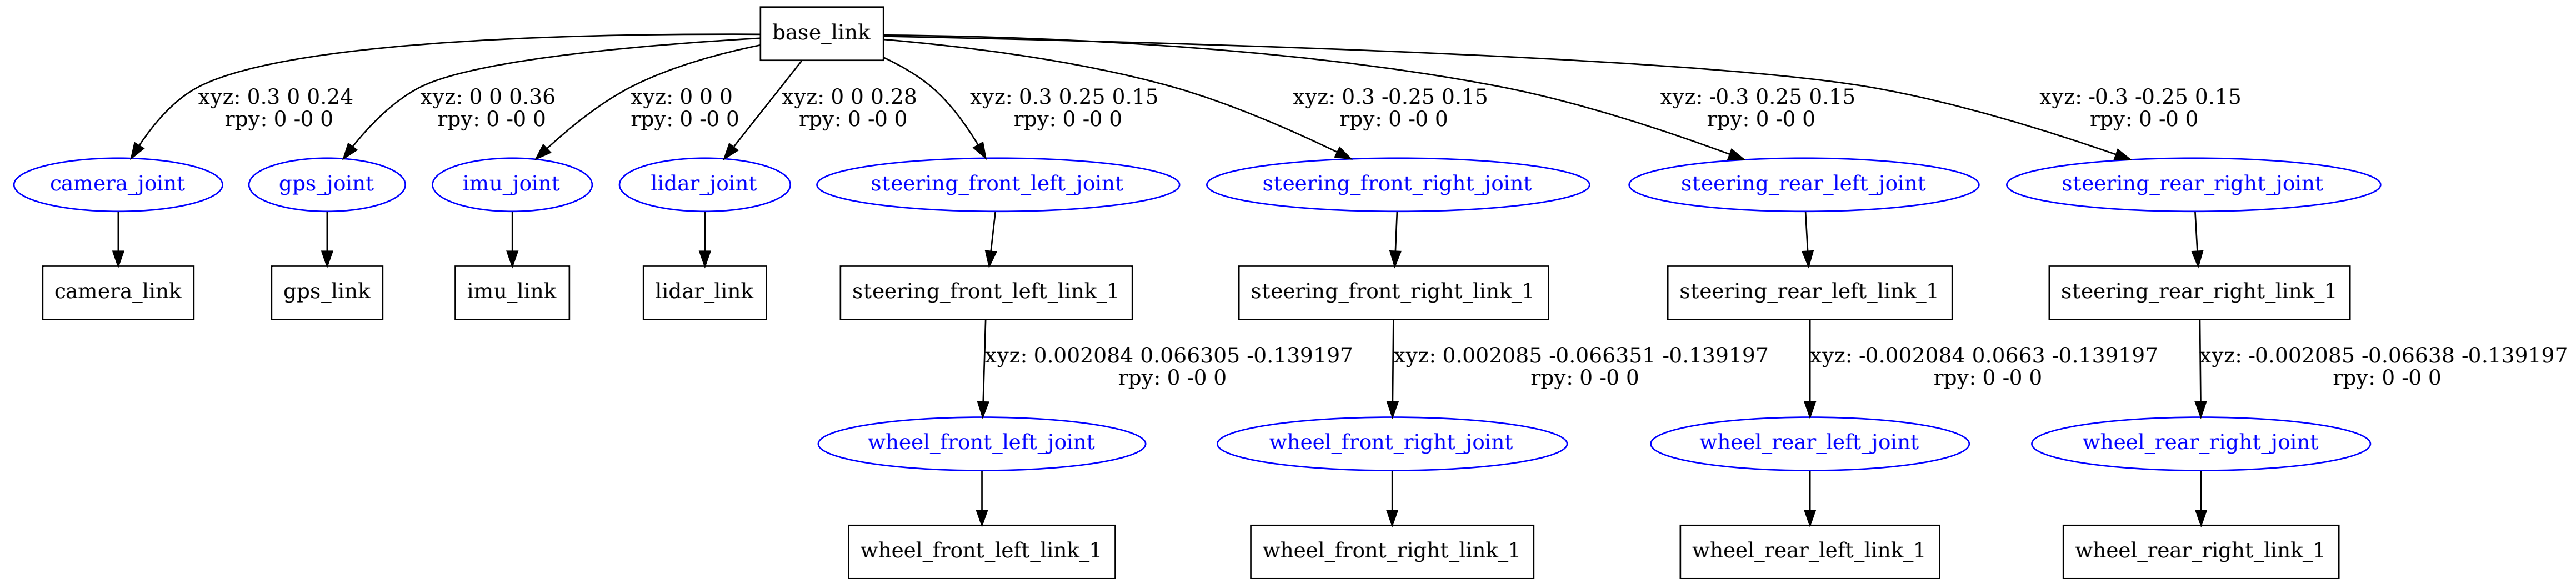 base_link
xyz: 0.3 0 0.24
rpy: 0 -0 0
xyz: 0 0 0.36
rpy: 0 -0 0
xyz: 0 0 0
rpy: 0 -0 0
xyz: 0 0 0.28
rpy: 0 -0 0
xyz: 0.3 0.25 0.15
rpy: 0 -0 0
xyz: 0.3 -0.25 0.15
rpy: 0 -0 0
xyz: -0.3 0.25 0.15
rpy: 0 -0 0
xyz: -0.3 -0.25 0.15
rpy: 0 -0 0
camera_joint
gps_joint
imu_joint
lidar_joint
steering_front_left_joint
steering_front_right_joint
steering_rear_left_joint
steering_rear_right_joint
camera_link
gps_link
imu_link
lidar_link
steering_front_left_link_1
steering_front_right_link_1
steering_rear_left_link_1
steering_rear_right_link_1
xyz: 0.002084 0.066305 -0.139197
rpy: 0 -0 0
xyz: 0.002085 -0.066351 -0.139197
rpy: 0 -0 0
xyz: -0.002084 0.0663 -0.139197
rpy: 0 -0 0
xyz: -0.002085 -0.06638 -0.139197
rpy: 0 -0 0
wheel_front_left_joint
wheel_front_right_joint
wheel_rear_left_joint
wheel_rear_right_joint
wheel_front_left_link_1
wheel_front_right_link_1
wheel_rear_left_link_1
wheel_rear_right_link_1